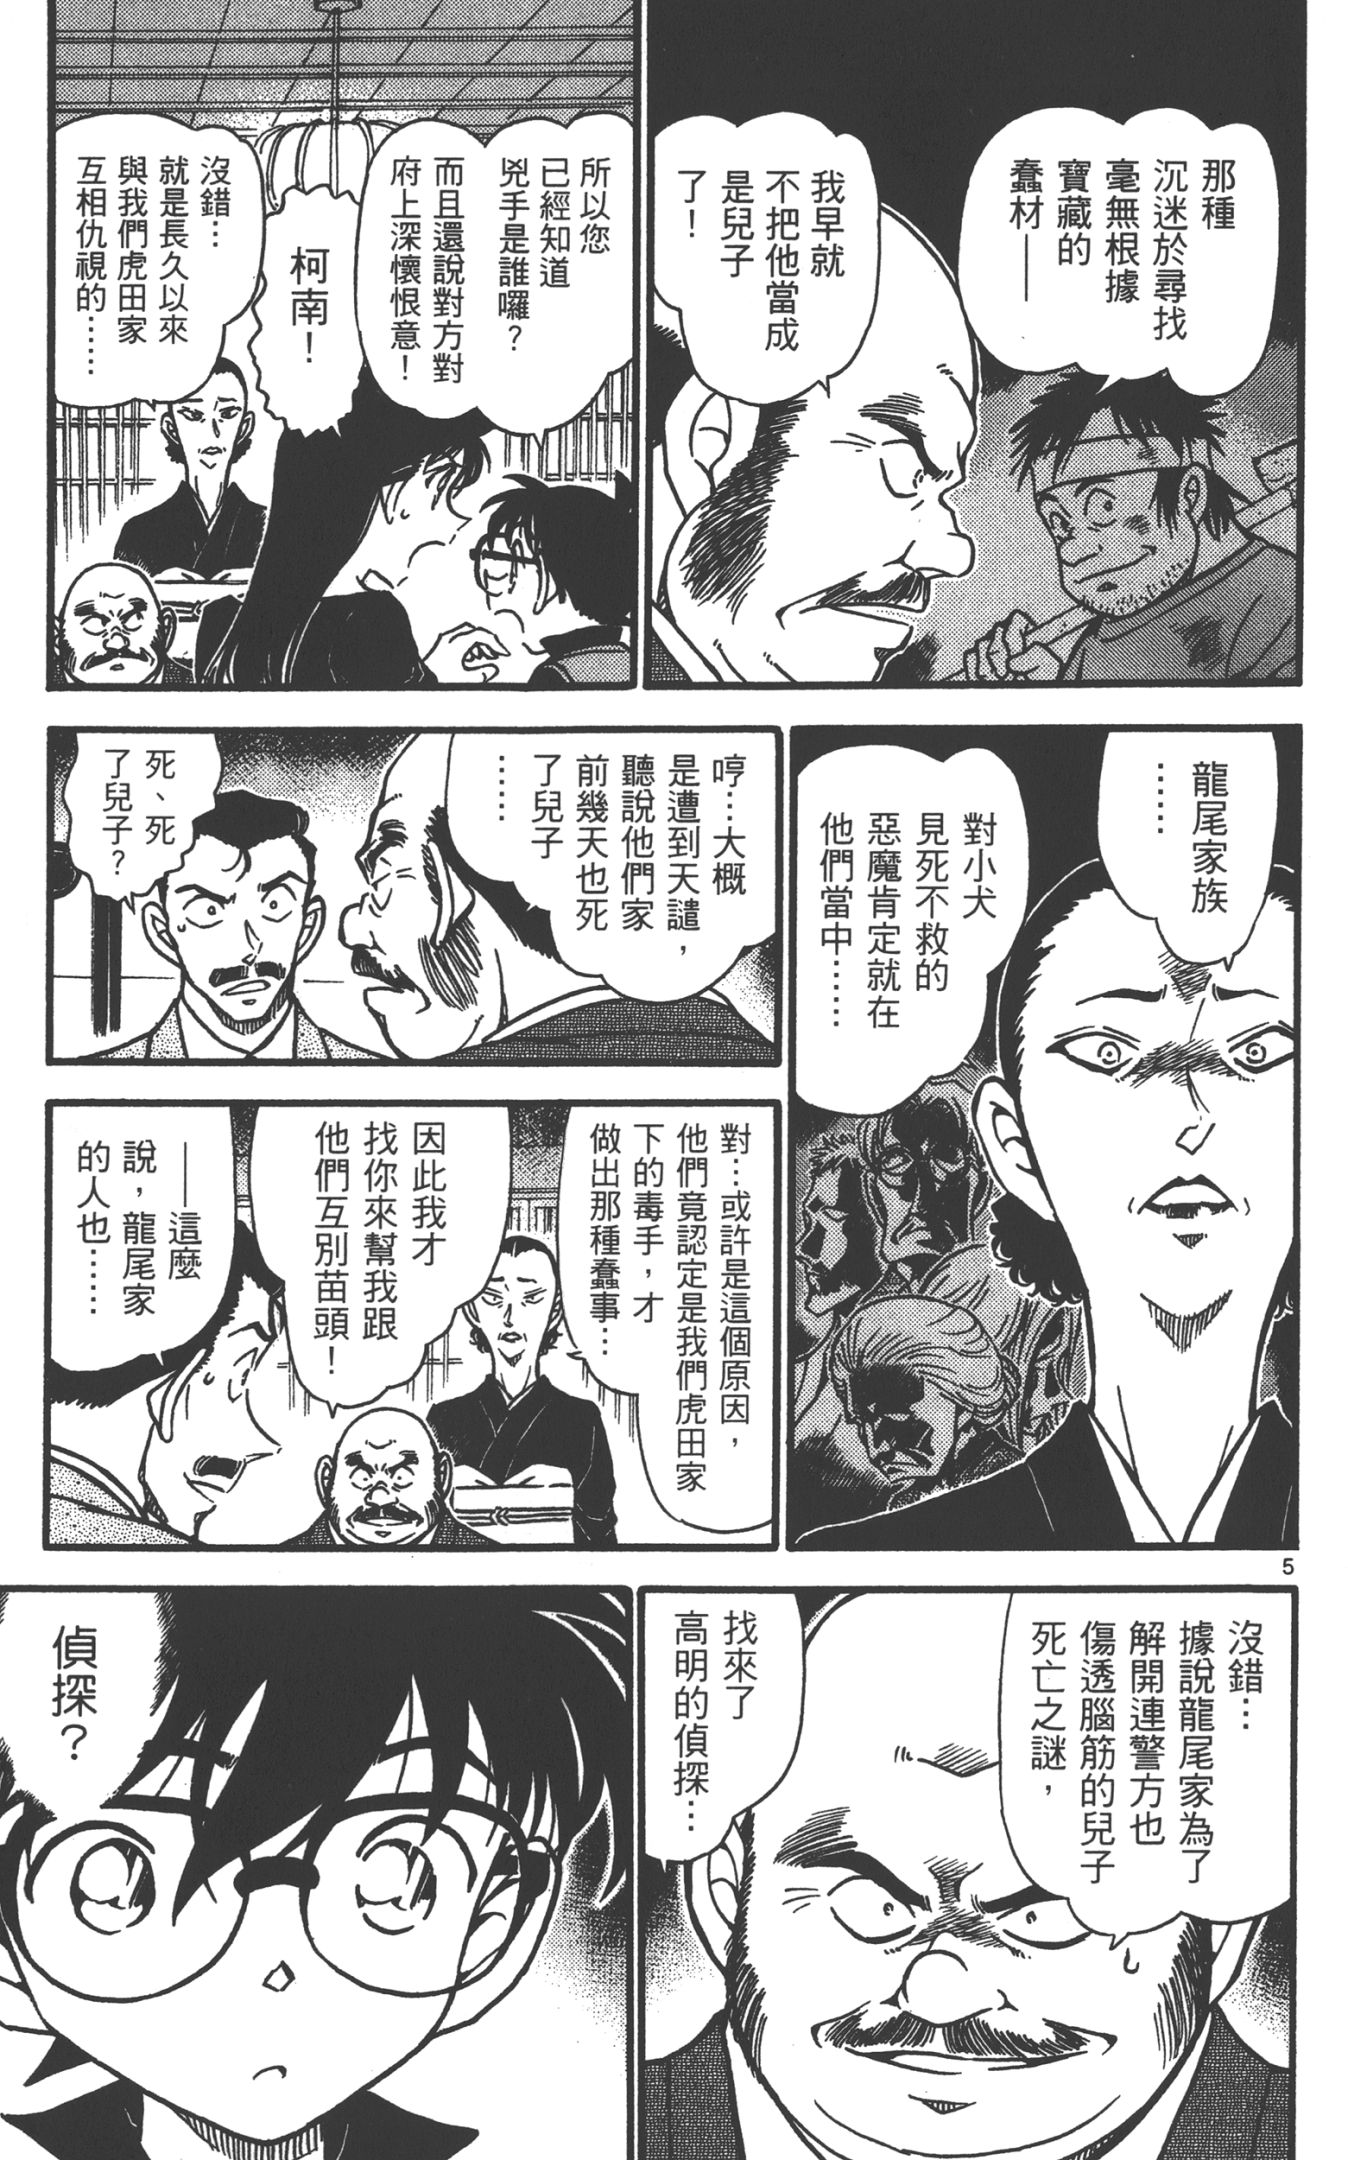 那種
沉迷於尋找
毫無根據
寶藏的
蠢材——
我早就
不把他當成
是兒子
了！
所以您
已經知道
兇手是誰囉？
而且還說對方對
府上深懷恨意！
柯南！
沒錯…
就是長久以來
與我們虎田家
互相仇視的……
龍尾家族
……
對小犬
見死不救的
惡魔肯定就在
他們當中……
哼…大概
是遭到天譴，
聽說他們家
前幾天也死
了兒子
……
死、死
了兒子？
對…或許是這個原因，
他們竟認定是我們虎田家
下的毒手，才
做出那種蠢事…
因此我才
找你來幫我跟
他們互別苗頭！
——這麼
說，龍尾家
的人也……
5
沒錯…
據說龍尾家為了
解開連警方也
傷透腦筋的兒子
死亡之謎，
找來了
高明的偵探…
偵探？